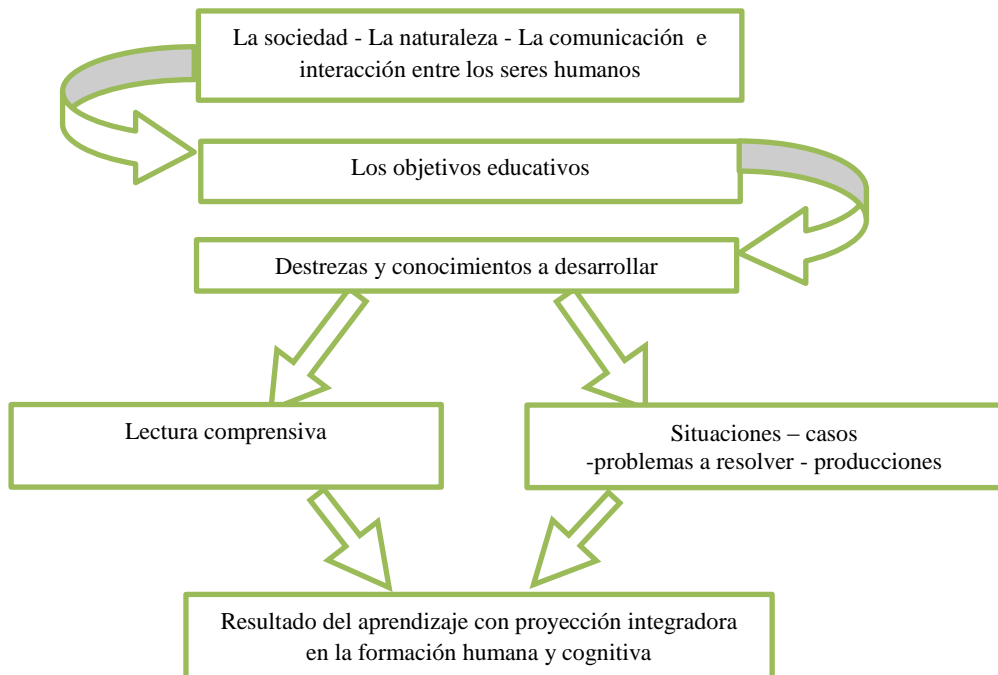 La sociedad - La naturaleza - La comunicación e
interacción entre los seres humanos
Los objetivos educativos
Destrezas y conocimientos a desarrollar
Lectura comprensiva
Situaciones – casos
-problemas a resolver - producciones
Resultado del aprendizaje con proyección integradora
en la formación humana y cognitiva